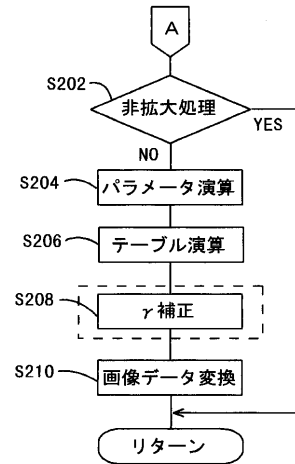 A
S202
非拡大処理
YES
NO
S204
パラメータ演算
S206
テーブル演算
S208
γ補正
S210
画像データ変換
リターン